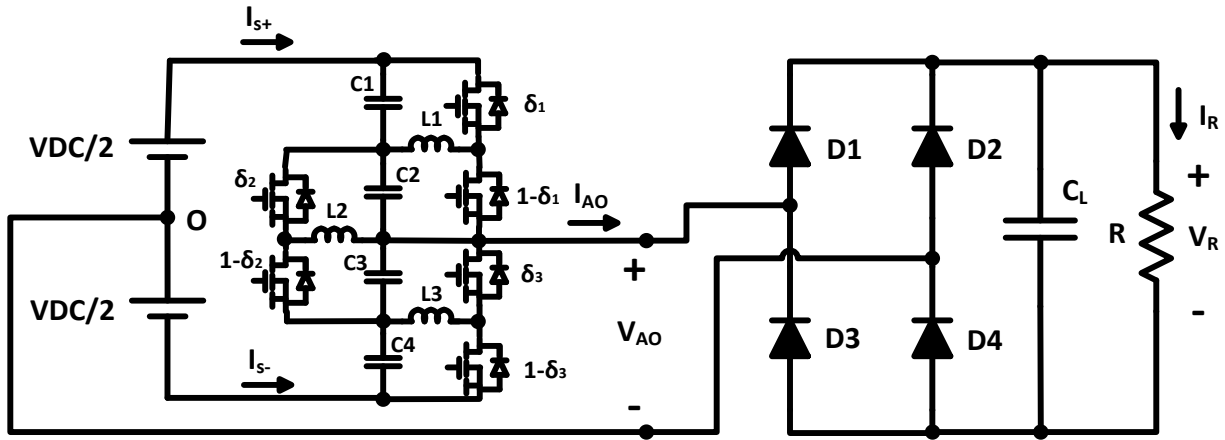 Is+
C1
δ1
L1
VDC/2
C2
δ2
1-δ1
IAO
O
L2
+
1-δ2
C3
δ3
VDC/2
L3
VAO
C4
1-δ3
Is-
-
D1
D2
IR
+
CL
R
VR
D3
D4
-